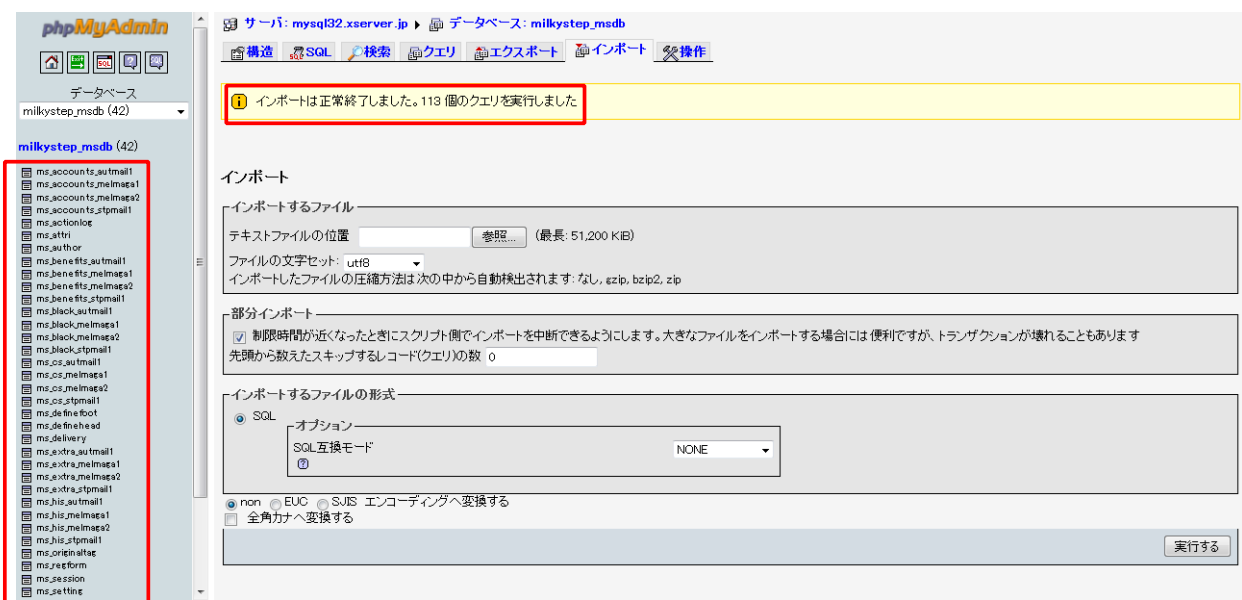 phpMyAdmin
データベース
milkystep_msdb (42)
milkystep_msdb (42)
ms_accounts_autmail1
ms_accounts_melmaga1
ms_accounts_melmaga2
ms_accounts_stpmail1
ms_actionlog
ms_attri
ms_author
ms_benefits_autmail1
ms_benefits_melmaga1
ms_benefits_melmaga2
ms_benefits_stpmail1
ms_black_autmail1
ms_black_melmaga1
ms_black_melmaga2
ms_black_stpmail1
ms_cs_autmail1
ms_cs_melmaga1
ms_cs_melmaga2
ms_cs_stpmail1
ms_definefoot
ms_definehead
ms_delivery
ms_extra_autmail1
ms_extra_melmaga1
ms_extra_melmaga2
ms_extra_stpmail1
ms_his_autmail1
ms_his_melmaga1
ms_his_melmaga2
ms_his_stpmail1
ms_originaltag
ms_regform
ms_session
ms_setting
サーバ: mysql32.xserver.jp ▶ データベース: milkystep_msdb
構造 SQL 検索 クエリ エクスポート インポート 操作
インポートは正常終了しました。113 個のクエリを実行しました
インポート
インポートするファイル
テキストファイルの位置 参照... (最長: 51,200 KiB)
ファイルの文字セット: utf8
インポートしたファイルの圧縮方法は次の中から自動検出されます: なし, gzip, bzip2, zip
部分インポート
制限時間が近くなったときにスクリプト側でインポートを中断できるようにします。大きなファイルをインポートする場合には便利ですが、トランザクションが壊れることもあります
先頭から数えたスキップするレコード(クエリ)の数 0
インポートするファイルの形式
SQL
オプション
SQL互換モード NONE
non EUC SJIS エンコーディングへ変換する
全角カナへ変換する
実行する